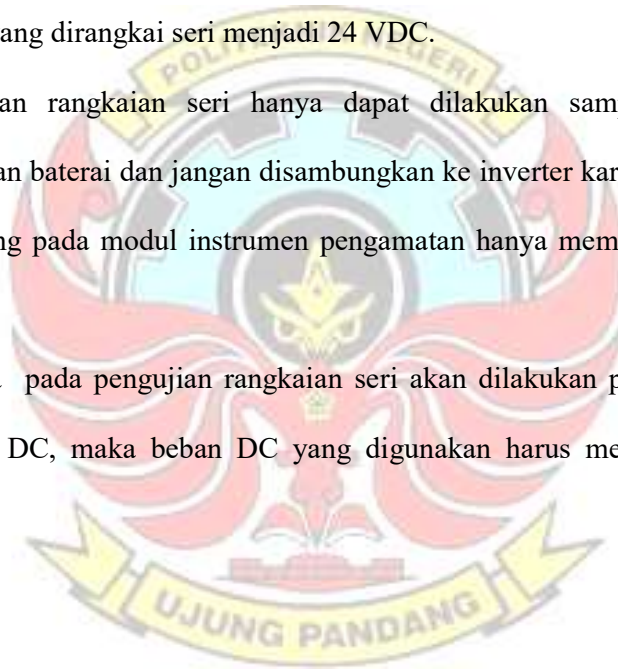 ang dirangkai seri menjadi 24 VDC.
POLITEKNIK NEGERI
an rangkaian seri hanya dapat dilakukan samp
an baterai dan jangan disambungkan ke inverter kar
ng pada modul instrumen pengamatan hanya mem
pada pengujian rangkaian seri akan dilakukan p
DC, maka beban DC yang digunakan harus me
UJUNG PANDANG